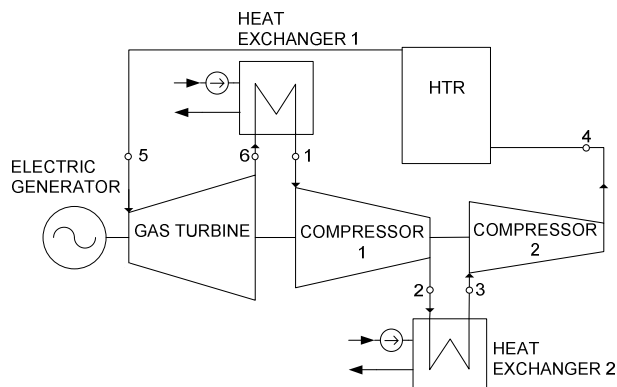 HEAT
EXCHANGER 1
HTR
4
5
6
1
ELECTRIC
GENERATOR
GAS TURBINE
COMPRESSOR
1
COMPRESSOR
2
2
3
HEAT
EXCHANGER 2